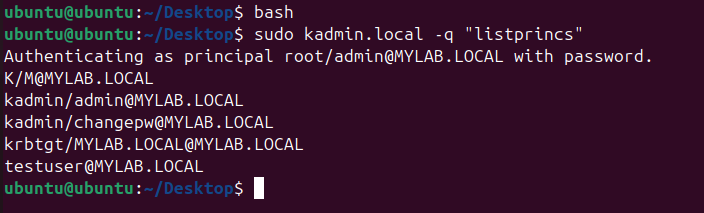 ubuntu@ubuntu:~/Desktop$ bash
ubuntu@ubuntu:~/Desktop$ sudo kadmin.local -q "listprincs"
Authenticating as principal root/admin@MYLAB.LOCAL with password.
K/M@MYLAB.LOCAL
kadmin/admin@MYLAB.LOCAL
kadmin/changepw@MYLAB.LOCAL
krbtgt/MYLAB.LOCAL@MYLAB.LOCAL
testuser@MYLAB.LOCAL
ubuntu@ubuntu:~/Desktop$